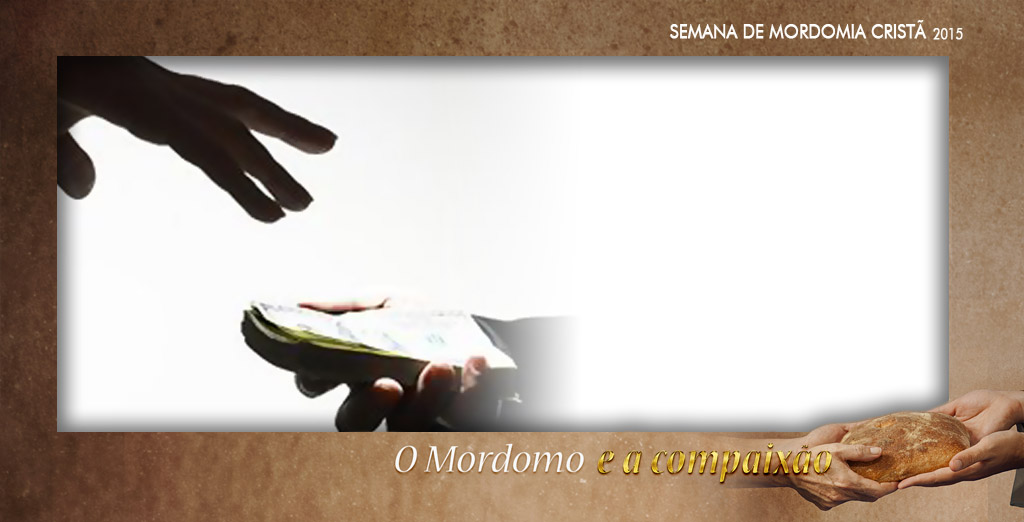 SEMANA DE MORDOMIA CRISTÃ 2015
O Mordomo e a compaixão